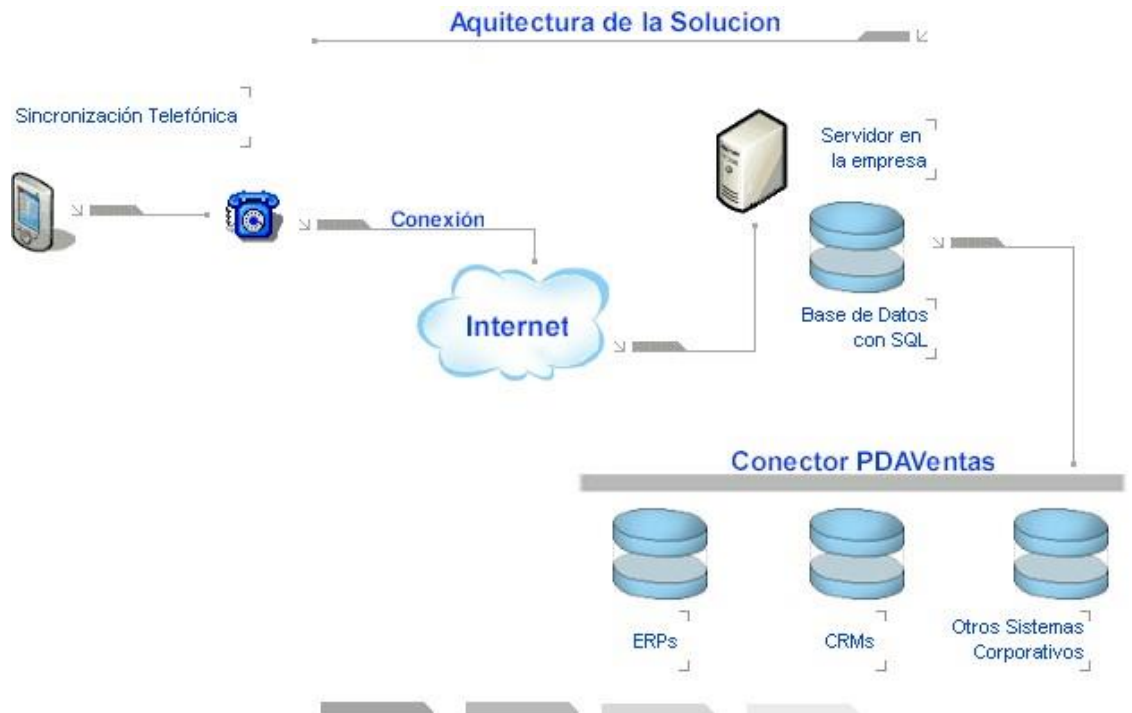 Aquitectura de la Solucion
Sincronización Telefónica
Servidor en
la empresa
Conexión
Internet
Base de Datos
con SQL
Conector PDAVentas
ERPs
CRMs
Otros Sistemas
Corporativos